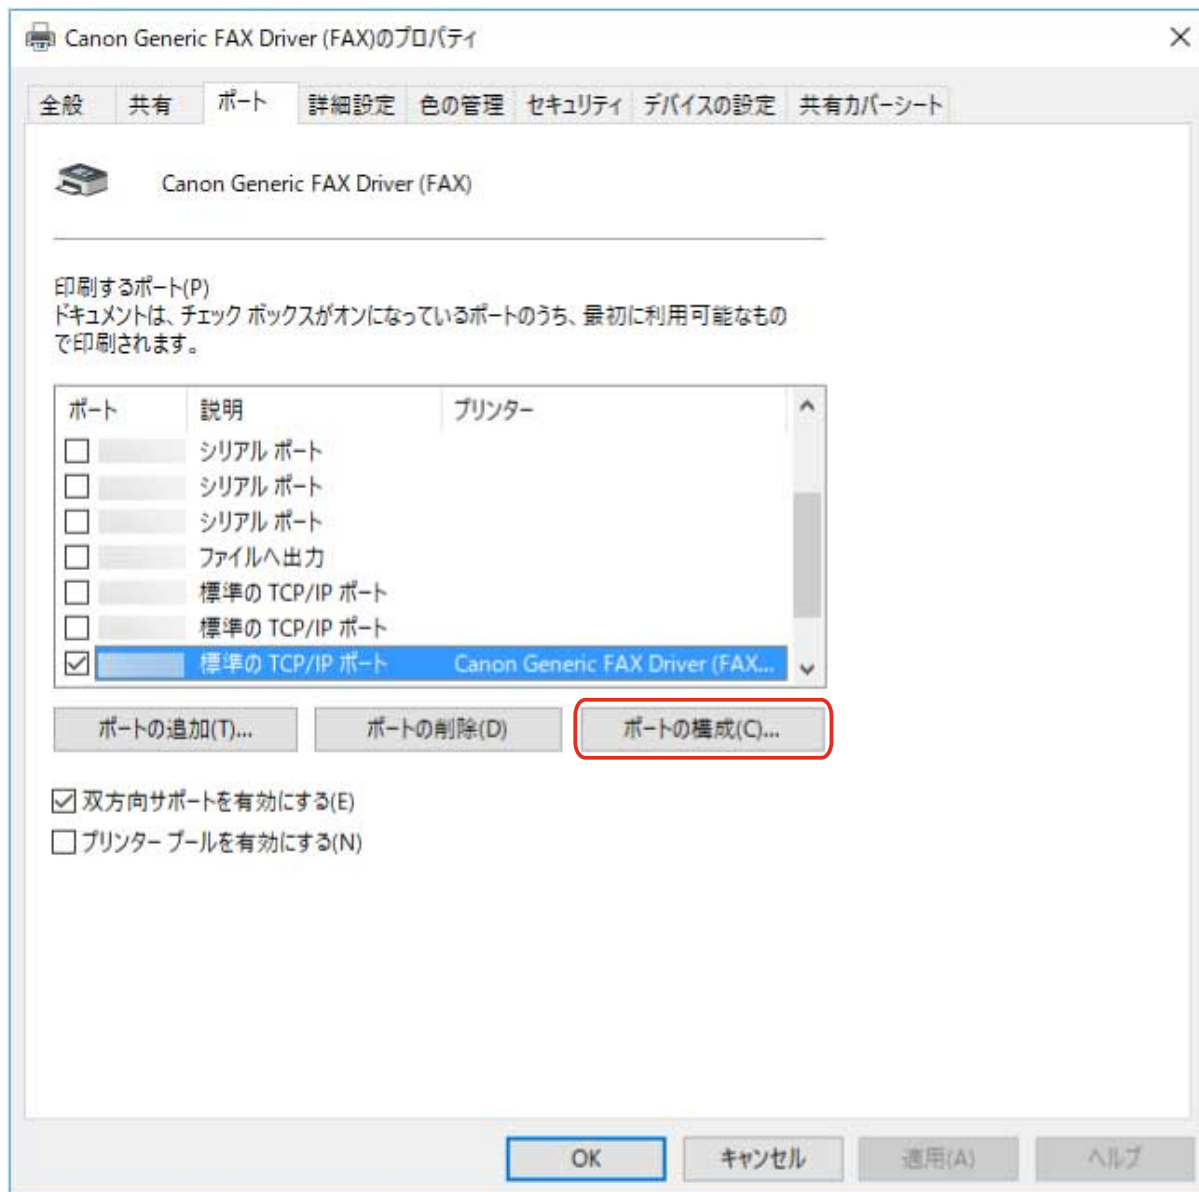 Canon Generic FAX Driver (FAX)のプロパティ
全般 共有 ポート 詳細設定 色の管理 セキュリティ デバイスの設定 共有カバーシート
Canon Generic FAX Driver (FAX)
印刷するポート(P)
ドキュメントは、チェック ボックスがオンになっているポートのうち、最初に利用可能なもの
で印刷されます。
ポート 説明 プリンター
シリアル ポート
シリアル ポート
シリアル ポート
ファイルへ出力
標準の TCP/IP ポート
標準の TCP/IP ポート
標準の TCP/IP ポート Canon Generic FAX Driver (FAX...
ポートの追加(T)... ポートの削除(D) ポートの構成(C)...
双方向サポートを有効にする(E)
プリンター プールを有効にする(N)
OK キャンセル 適用(A) ヘルプ